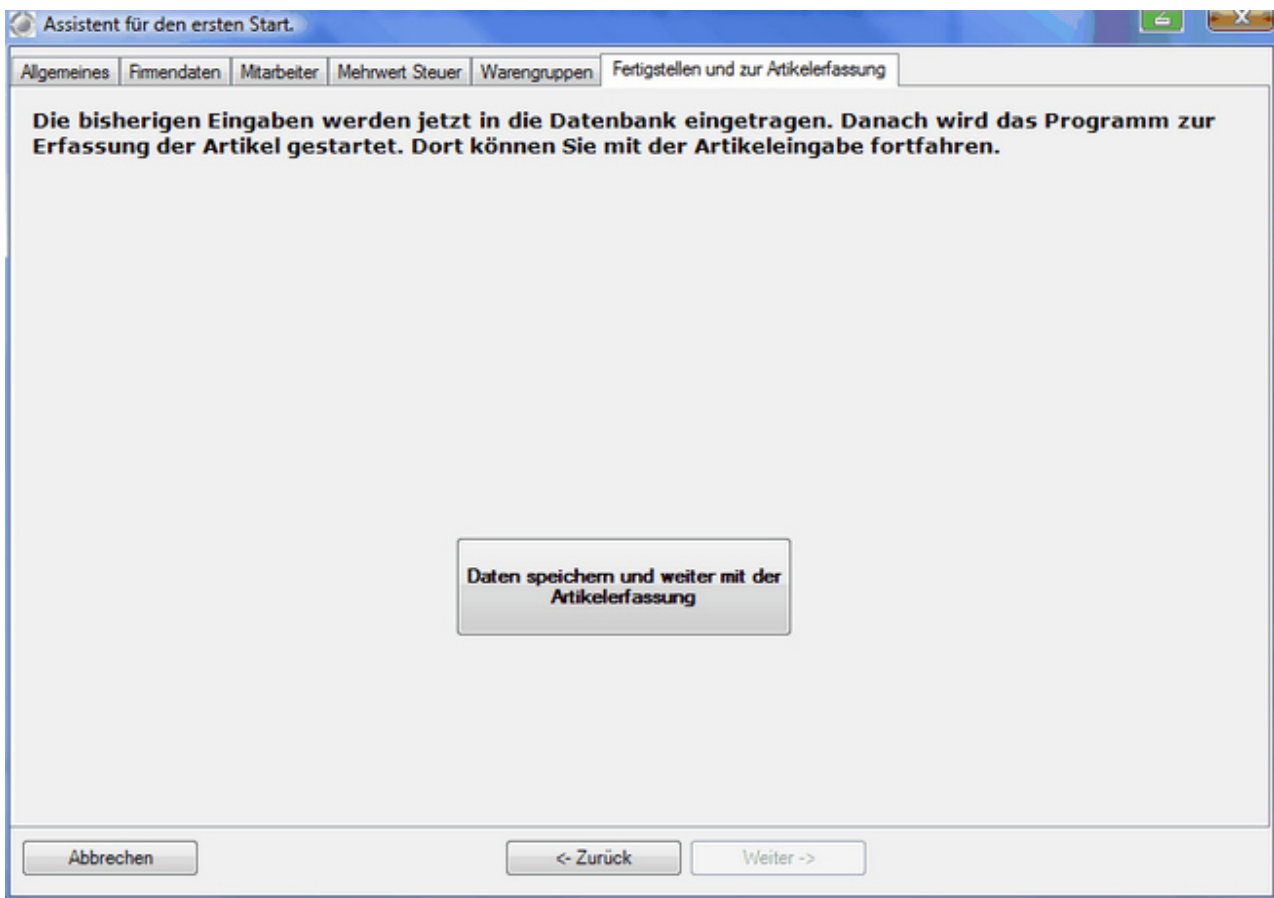 Assistent für den ersten Start.
Allgemeines Firmendaten Mitarbeiter Mehrwert Steuer Warengruppen Fertigstellen und zur Artikelerfassung
Die bisherigen Eingaben werden jetzt in die Datenbank eingetragen. Danach wird das Programm zur
Erfassung der Artikel gestartet. Dort können Sie mit der Artikeleingabe fortfahren.
Daten speichern und weiter mit der
Artikelerfassung
Abbrechen <- Zurück Weiter ->